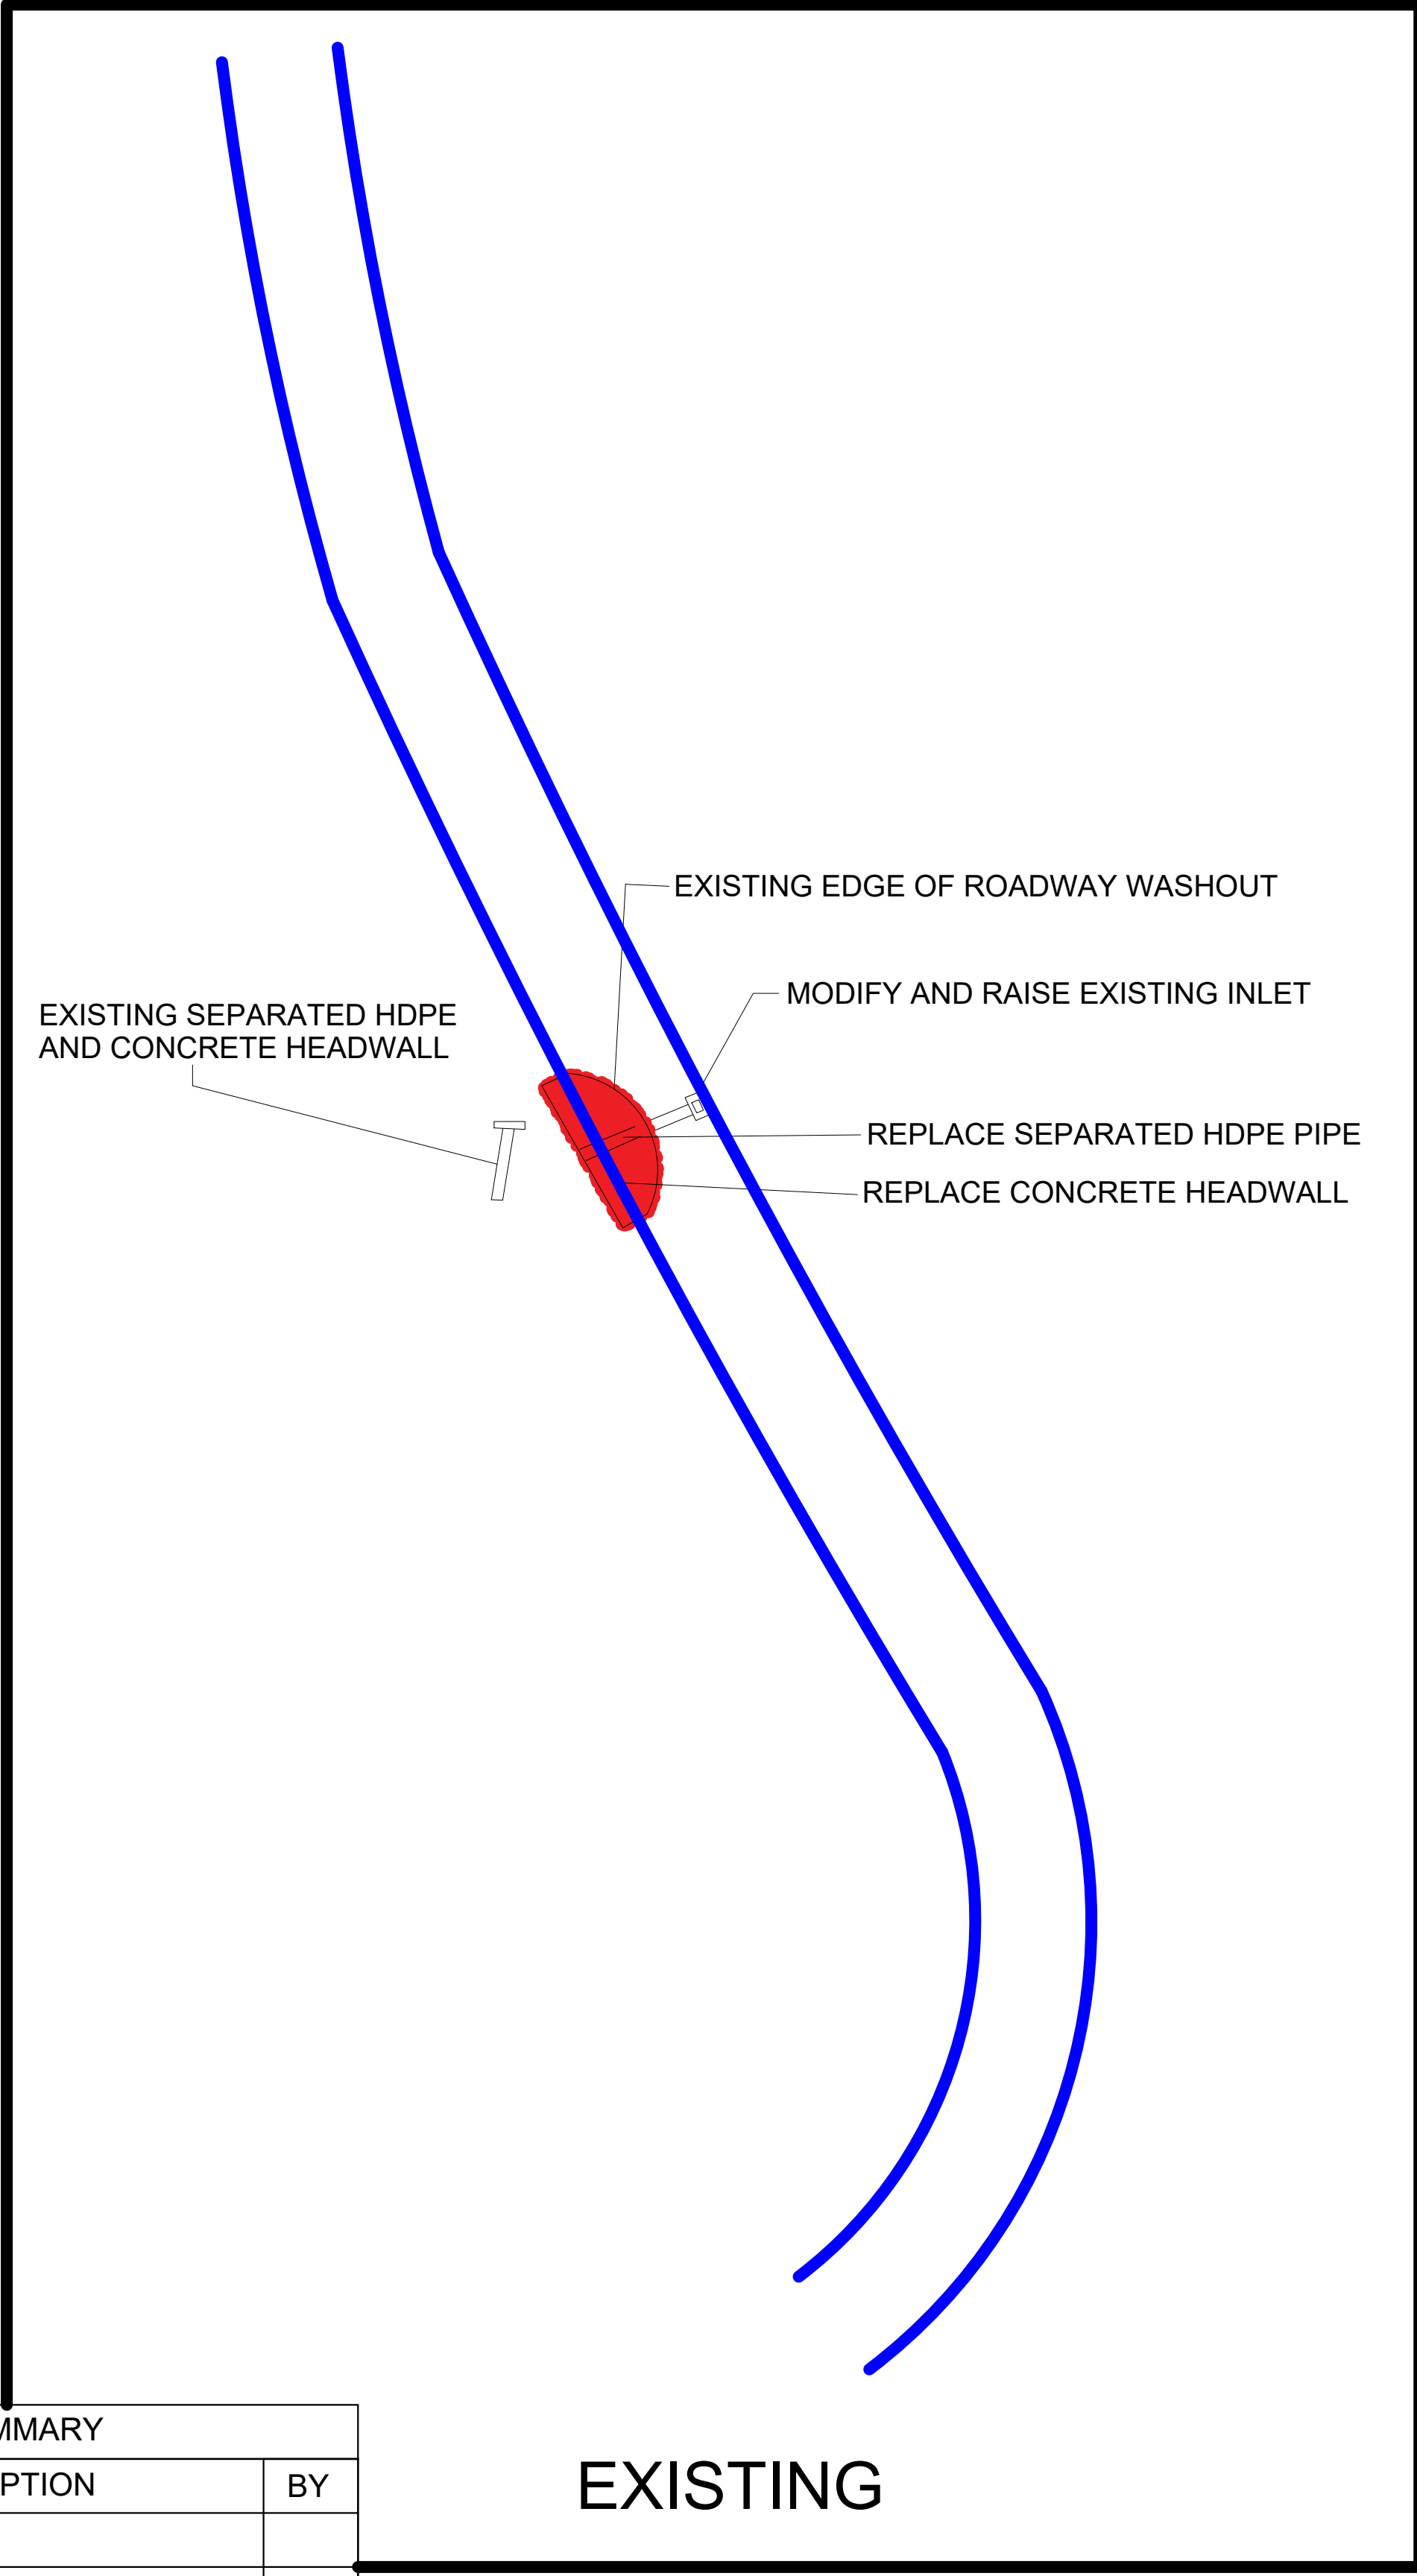 EXISTING EDGE OF ROADWAY WASHOUT
MODIFY AND RAISE EXISTING INLET
EXISTING SEPARATED HDPE
AND CONCRETE HEADWALL
REPLACE SEPARATED HDPE PIPE
REPLACE CONCRETE HEADWALL
MMARY
PTION BY
EXISTING